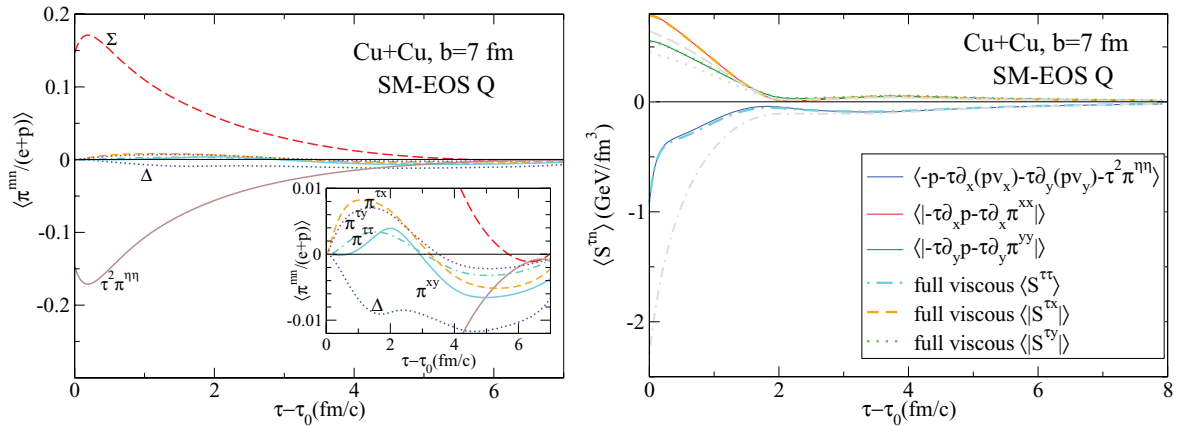 0.2
0.1
0
-0.1
-0.2
⟨π^mn/(e+p)⟩
Σ
Cu+Cu, b=7 fm
SM-EOS Q
Δ
τ²π^ηη
0.01
0
-0.01
⟨π^mn/(e+p)⟩
π^τx
π^τy
π^ττ
π^xy
Δ
0 2 4 6
τ−τ₀(fm/c)
0 2 4 6
τ−τ₀(fm/c)
0
-1
-2
⟨S^τn⟩ (GeV/fm³)
Cu+Cu, b=7 fm
SM-EOS Q
⟨-p-τ∂_x(pv_x)-τ∂_y(pv_y)-τ²π^ηη⟩
⟨|-τ∂_xp-τ∂_xπ^xx|⟩
⟨|-τ∂_yp-τ∂_yπ^yy|⟩
full viscous ⟨S^ττ⟩
full viscous ⟨|S^τx|⟩
full viscous ⟨|S^τy|⟩
0 2 4 6 8
τ−τ₀(fm/c)